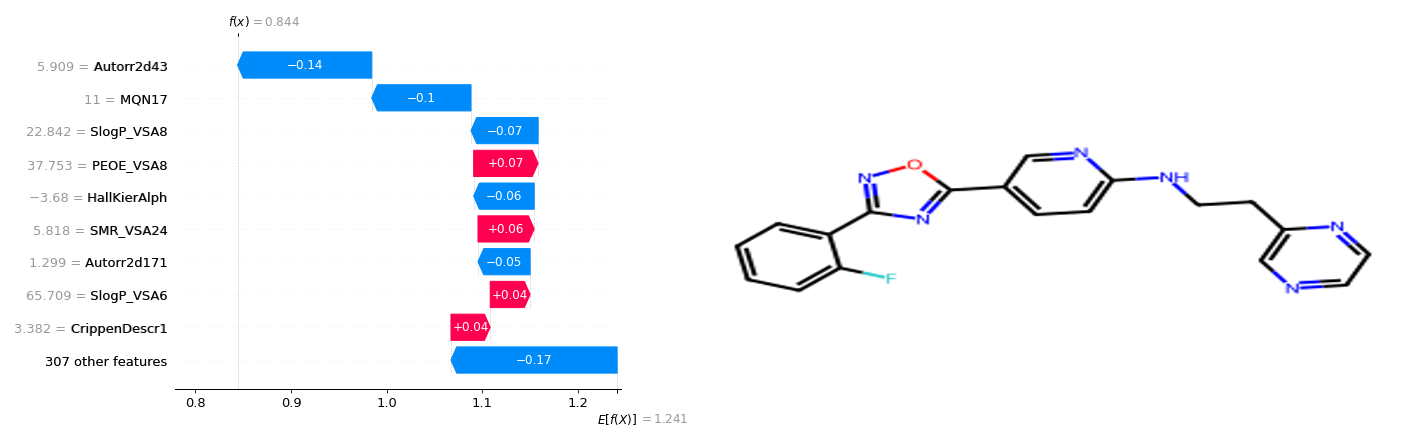 f(x) = 0.844
5.909 = Autorr2d43
−0.14
11 = MQN17
−0.1
22.842 = SlogP_VSA8
−0.07
37.753 = PEOE_VSA8
+0.07
−3.68 = HallKierAlph
−0.06
5.818 = SMR_VSA24
+0.06
1.299 = Autorr2d171
−0.05
65.709 = SlogP_VSA6
+0.04
3.382 = CrippenDescr1
+0.04
307 other features
−0.17
0.8 0.9 1.0 1.1 1.2
E[f(X)] = 1.241
O
N
N
N
NH
N
N
F